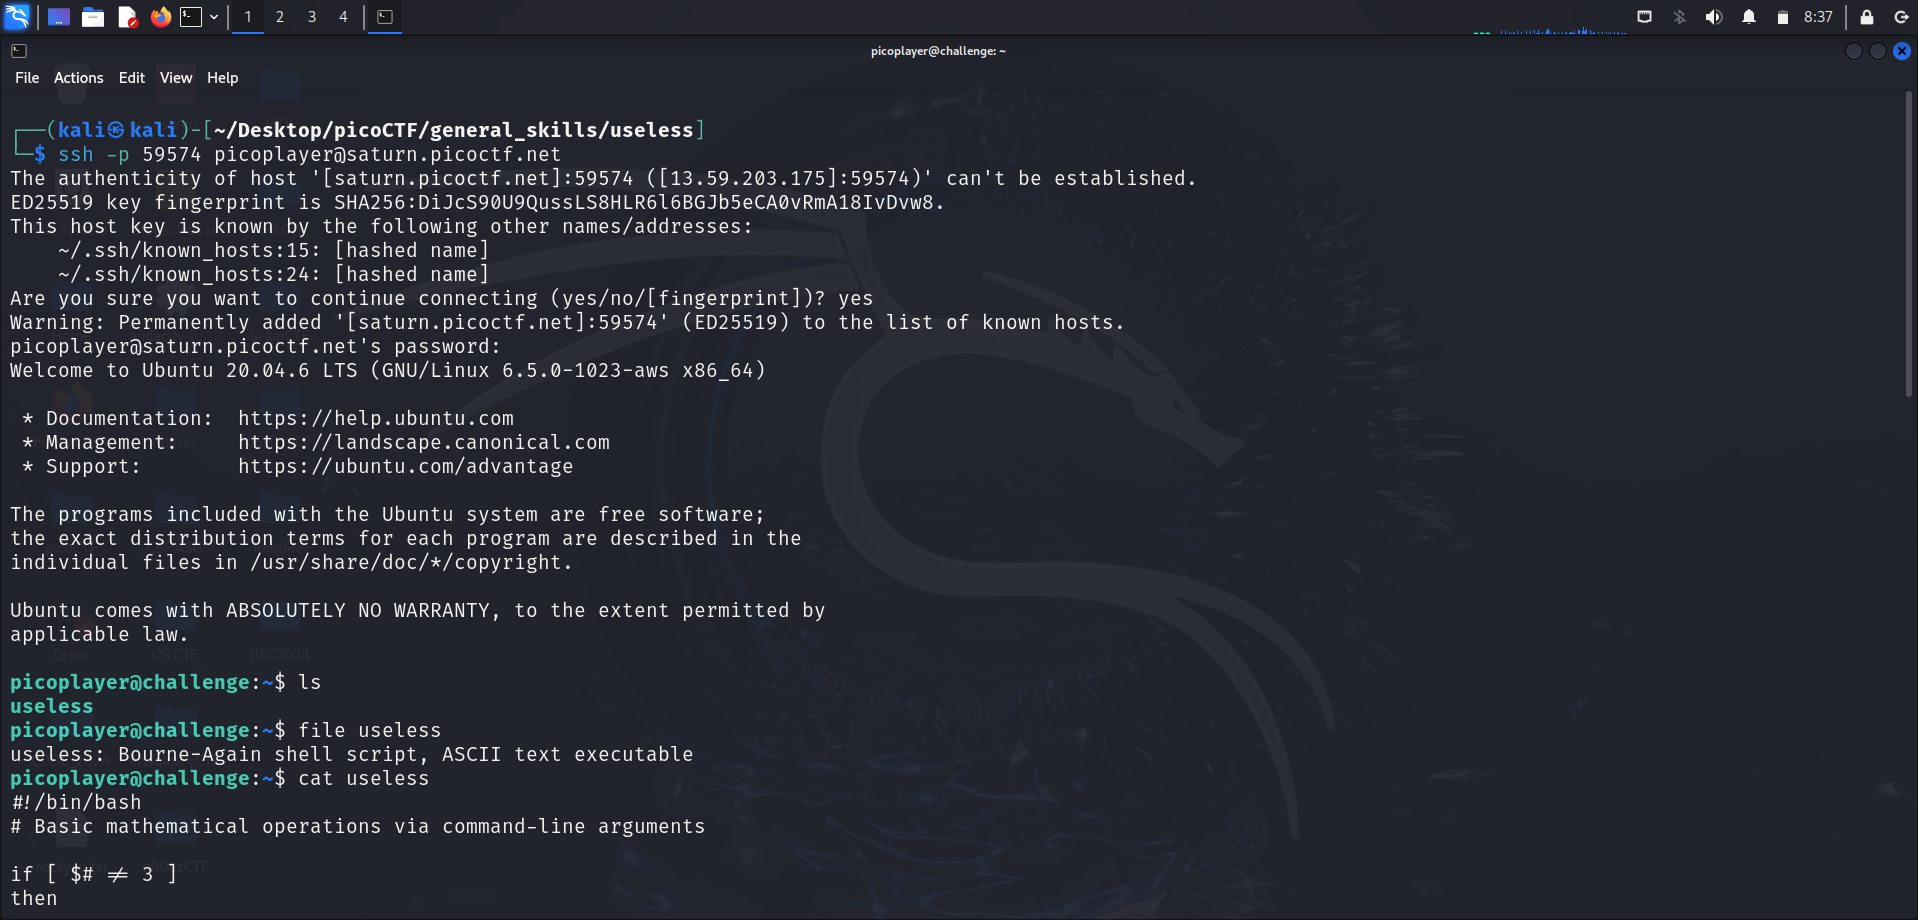 1 2 3 4 8:37
picoplayer@challenge: ~
File Actions Edit View Help
(kali㉿kali)-[~/Desktop/picoCTF/general_skills/useless]
$ ssh -p 59574 picoplayer@saturn.picoctf.net
The authenticity of host '[saturn.picoctf.net]:59574 ([13.59.203.175]:59574)' can't be established.
ED25519 key fingerprint is SHA256:DiJcS90U9QussLS8HLR6l6BGJb5eCA0vRmA18IvDvw8.
This host key is known by the following other names/addresses:
~/.ssh/known_hosts:15: [hashed name]
~/.ssh/known_hosts:24: [hashed name]
Are you sure you want to continue connecting (yes/no/[fingerprint])? yes
Warning: Permanently added '[saturn.picoctf.net]:59574' (ED25519) to the list of known hosts.
picoplayer@saturn.picoctf.net's password:
Welcome to Ubuntu 20.04.6 LTS (GNU/Linux 6.5.0-1023-aws x86_64)
* Documentation: https://help.ubuntu.com
* Management: https://landscape.canonical.com
* Support: https://ubuntu.com/advantage
The programs included with the Ubuntu system are free software;
the exact distribution terms for each program are described in the
individual files in /usr/share/doc/*/copyright.
Ubuntu comes with ABSOLUTELY NO WARRANTY, to the extent permitted by
applicable law.
GHex OS CTF TISC2024
picoplayer@challenge:~$ ls
useless
picoplayer@challenge:~$ file useless
useless: Bourne-Again shell script, ASCII text executable
picoplayer@challenge:~$ cat useless
#!/bin/bash
# Basic mathematical operations via command-line arguments
if [ $# ≠ 3 ]
then